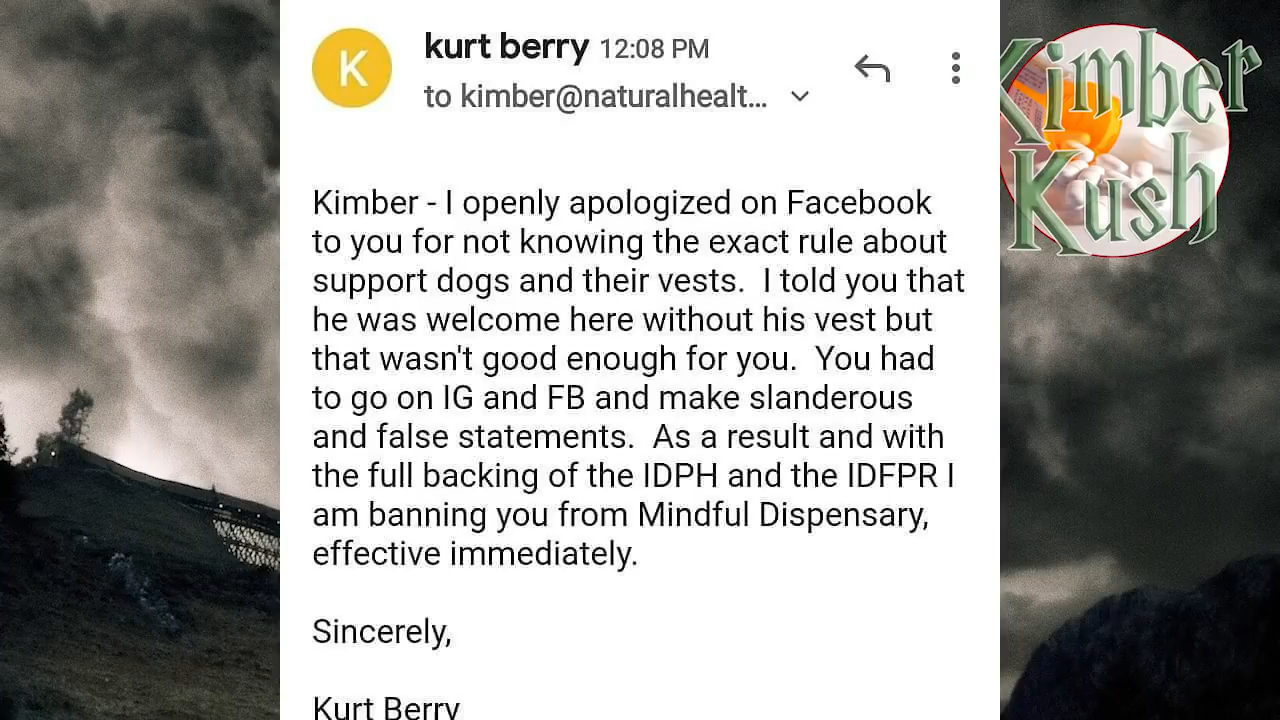 kurt berry 12:08 PM
K
to kimber@naturalhealt...
Kimber - I openly apologized on Facebook
to you for not knowing the exact rule about
support dogs and their vests.  I told you that
he was welcome here without his vest but
that wasn't good enough for you.  You had
to go on IG and FB and make slanderous
and false statements.  As a result and with
the full backing of the IDPH and the IDFPR I
am banning you from Mindful Dispensary,
effective immediately.
Sincerely,
Kurt Berry
Kimber
Kush